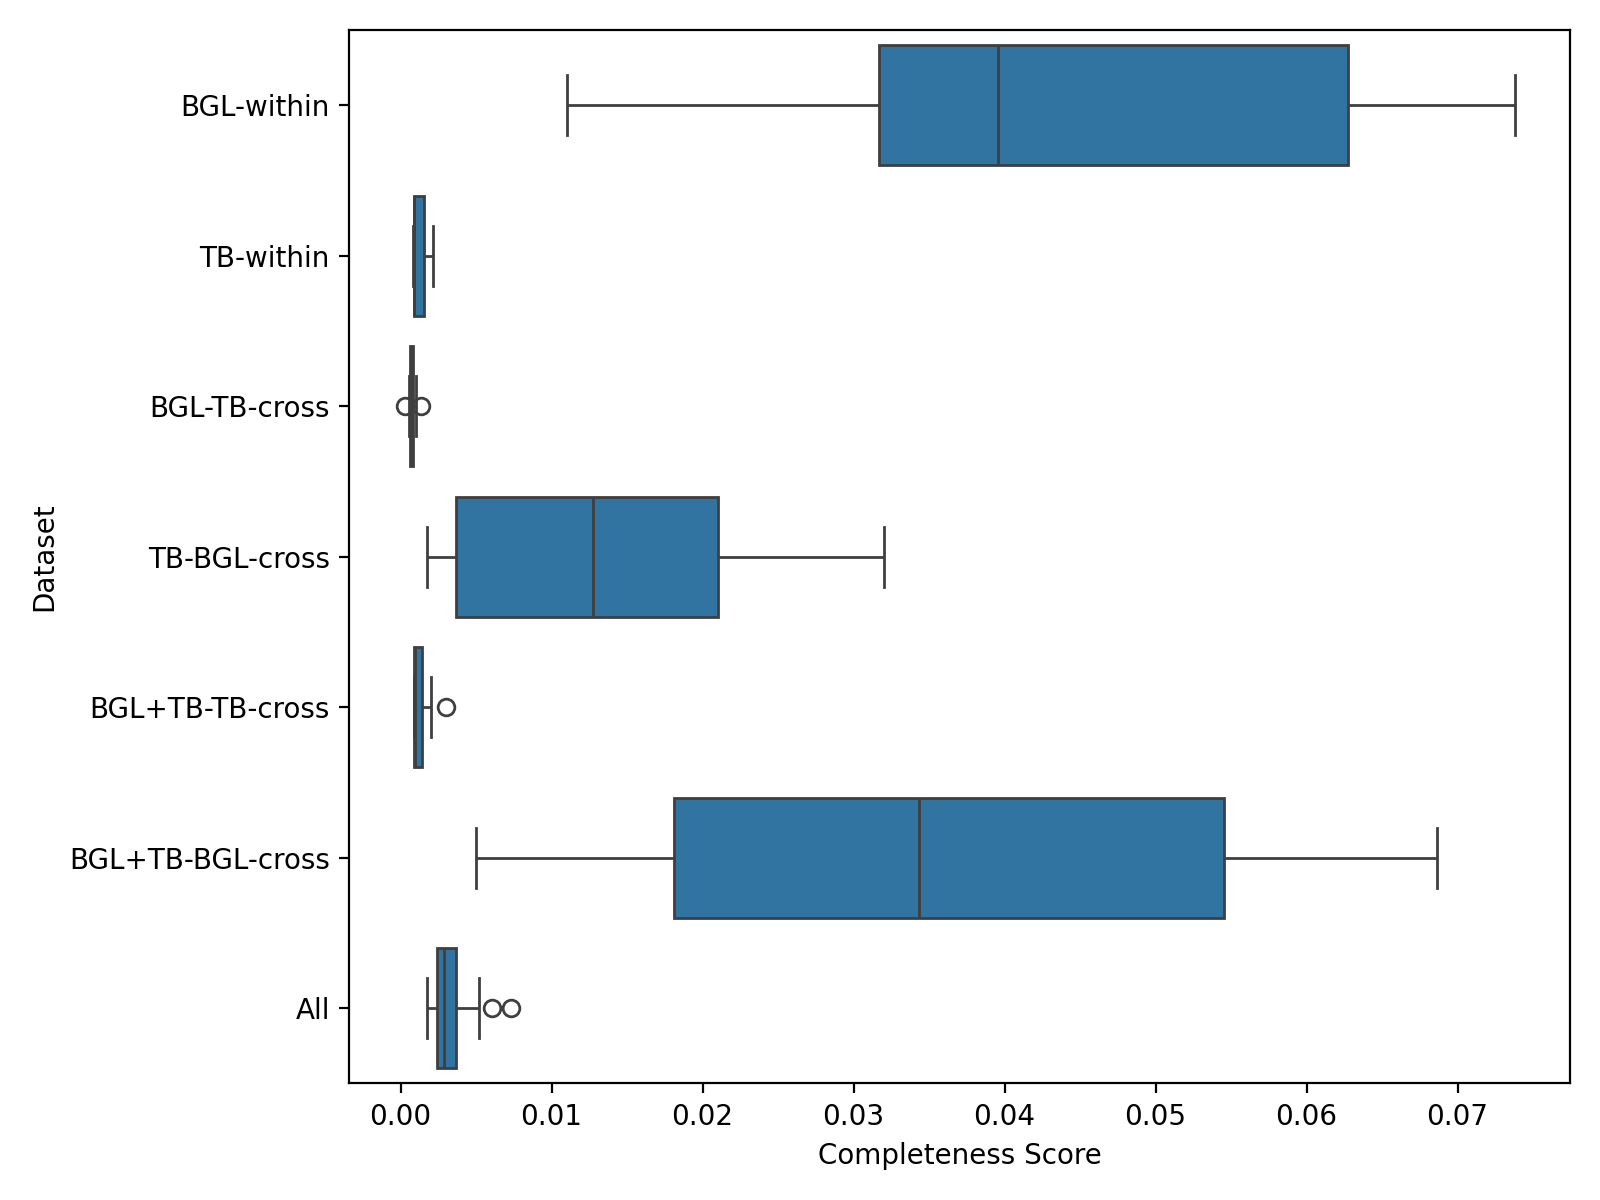 Dataset
BGL-within
TB-within
BGL-TB-cross
TB-BGL-cross
BGL+TB-TB-cross
BGL+TB-BGL-cross
All
0.00 0.01 0.02 0.03 0.04 0.05 0.06 0.07
Completeness Score